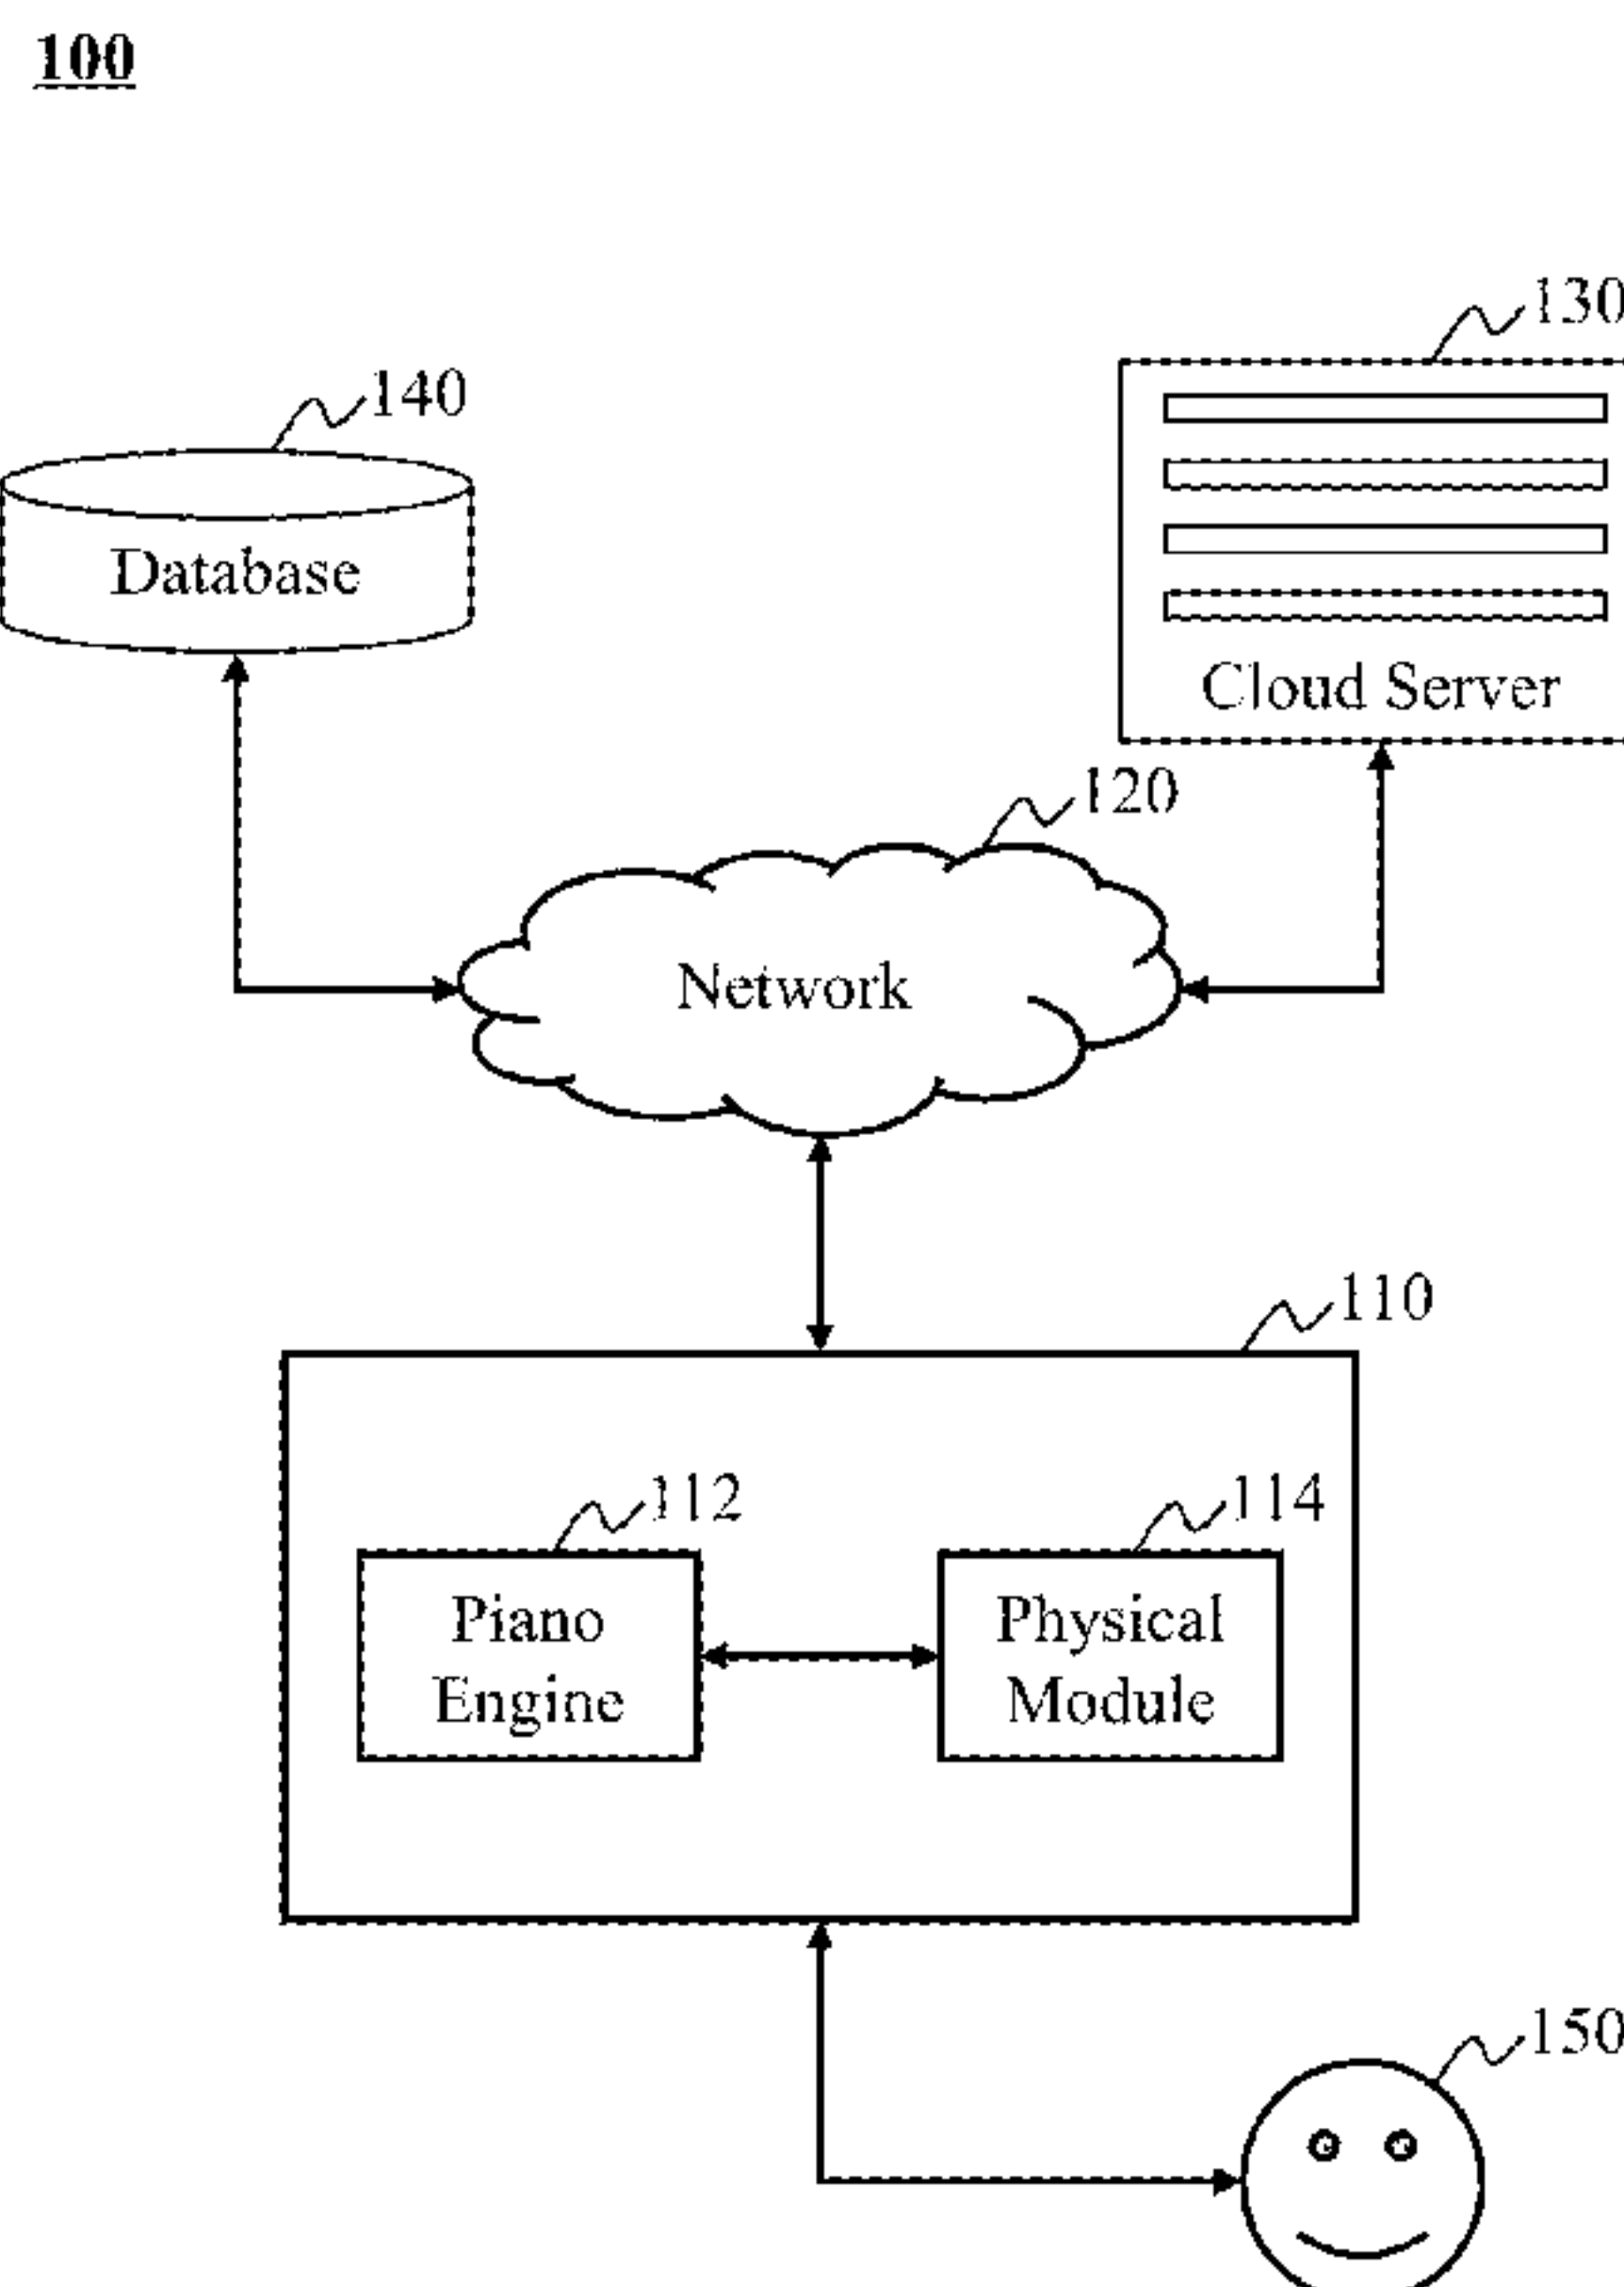 100
130
140
Database
Cloud Server
120
Network
110
112
114
Piano
Engine
Physical
Module
150